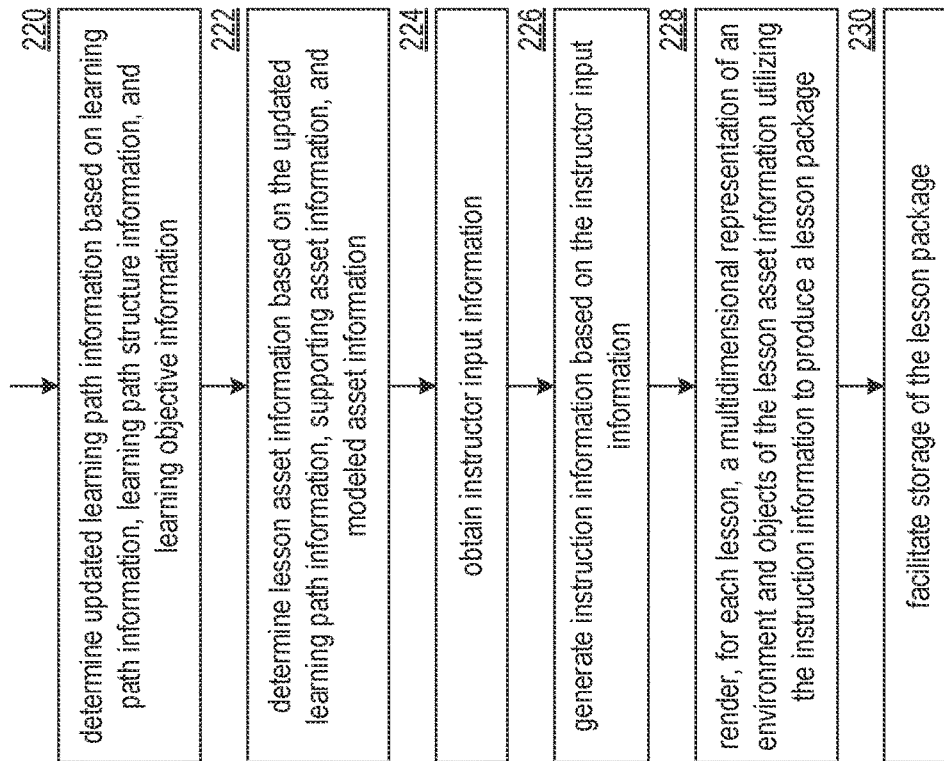 220
determine updated learning path information based on learning
path information, learning path structure information, and
learning objective information
222
determine lesson asset information based on the updated
learning path information, supporting asset information, and
modeled asset information
224
obtain instructor input information
226
generate instruction information based on the instructor input
information
228
render, for each lesson, a multidimensional representation of an
environment and objects of the lesson asset information utilizing
the instruction information to produce a lesson package
230
facilitate storage of the lesson package